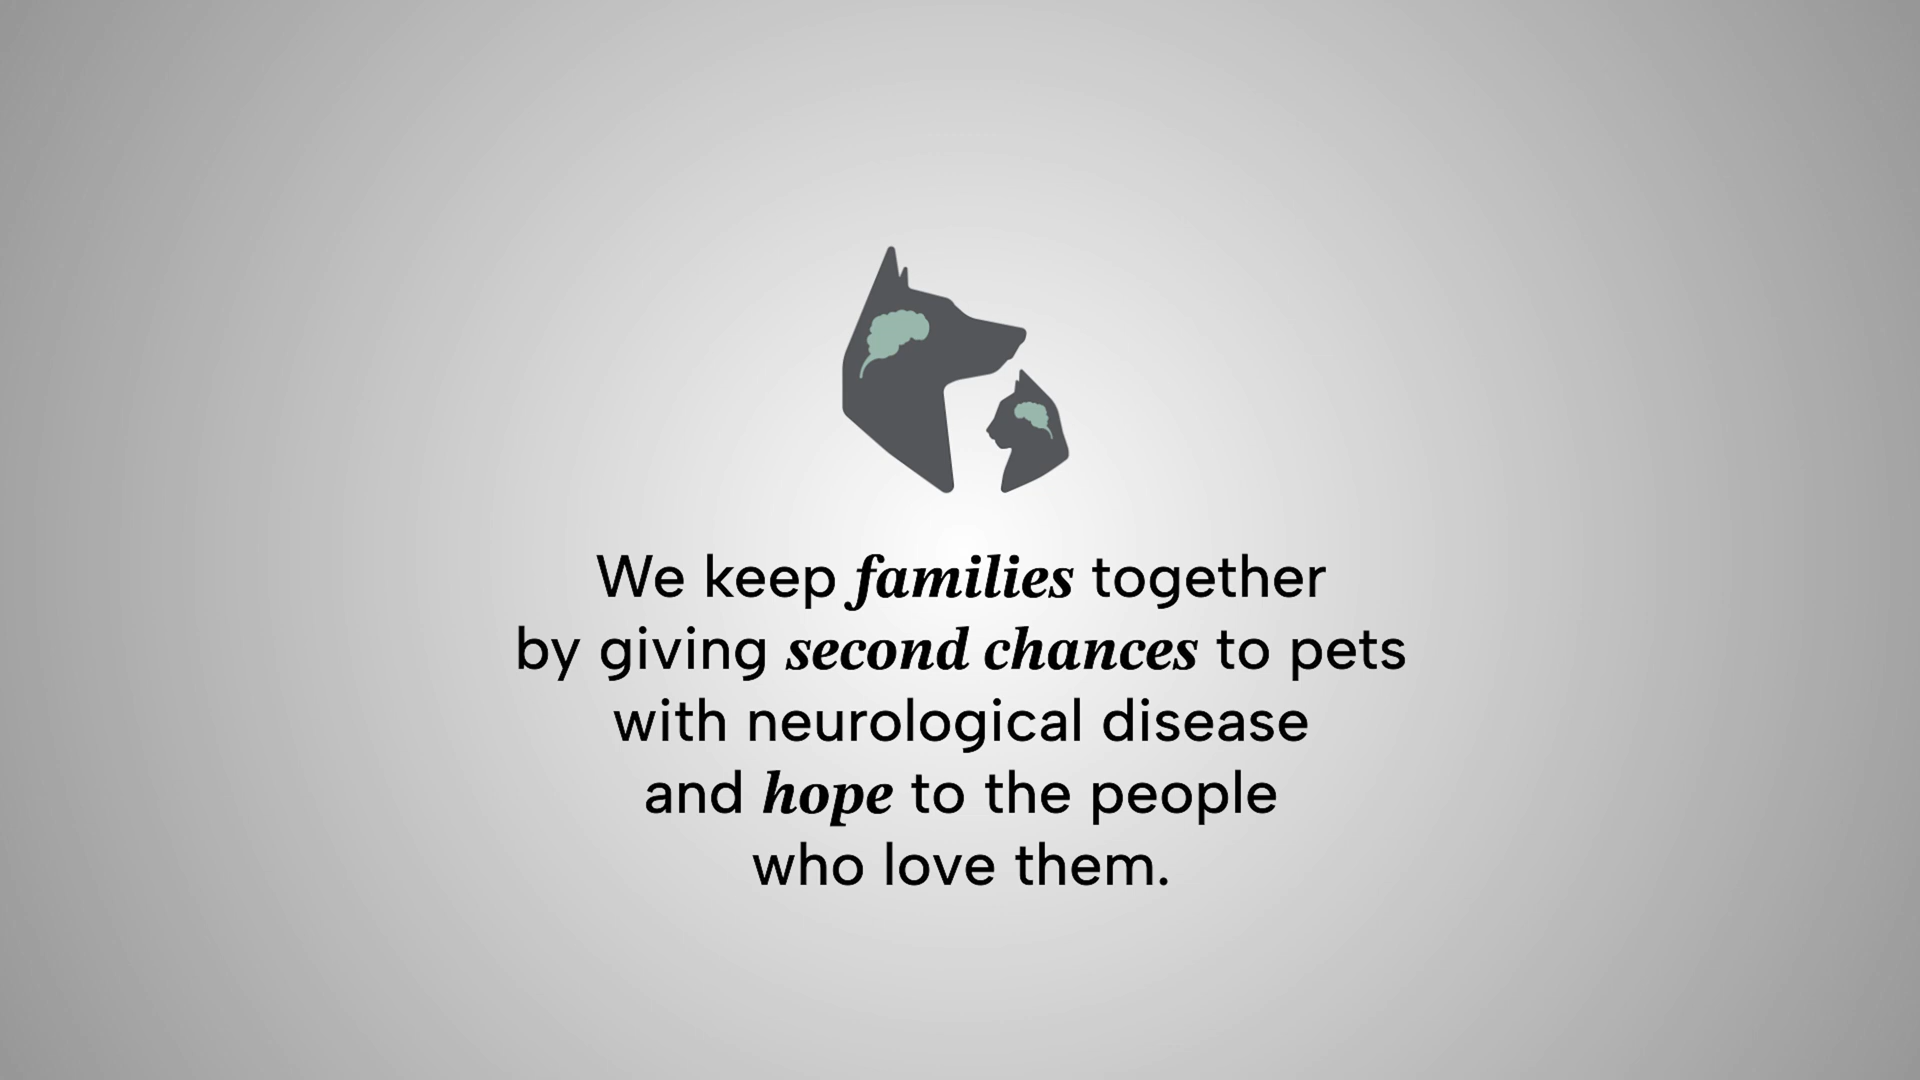 We keep families together
by giving second chances to pets
with neurological disease
and hope to the people
who love them.